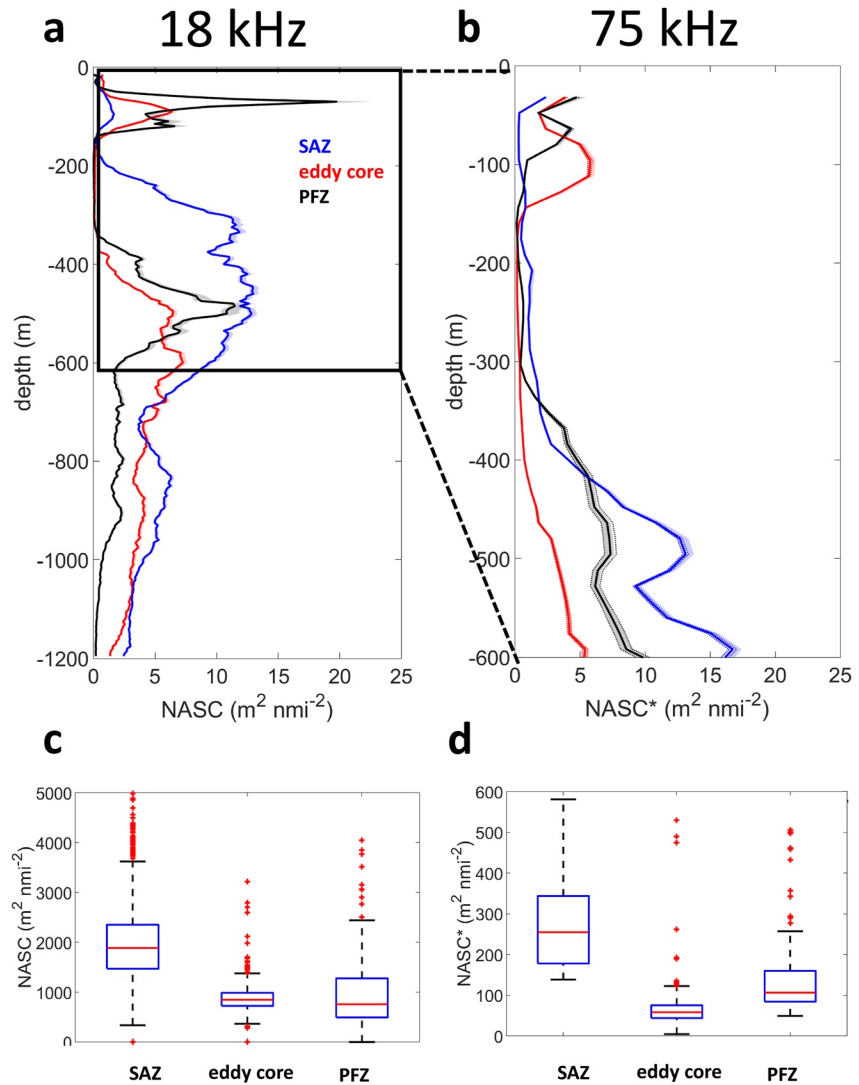 a 18 kHz b 75 kHz
0
-200
-400
-600
-800
-1000
-1200
depth (m)
SAZ
eddy core
PFZ
0 5 10 15 20 25
NASC (m² nmi⁻²)
0
-100
-200
-300
-400
-500
-600
depth (m)
0 5 10 15 20 25
NASC* (m² nmi⁻²)
c
5000
4000
3000
2000
1000
0
NASC (m² nmi⁻²)
SAZ eddy core PFZ
d
600
500
400
300
200
100
0
NASC* (m² nmi⁻²)
SAZ eddy core PFZ